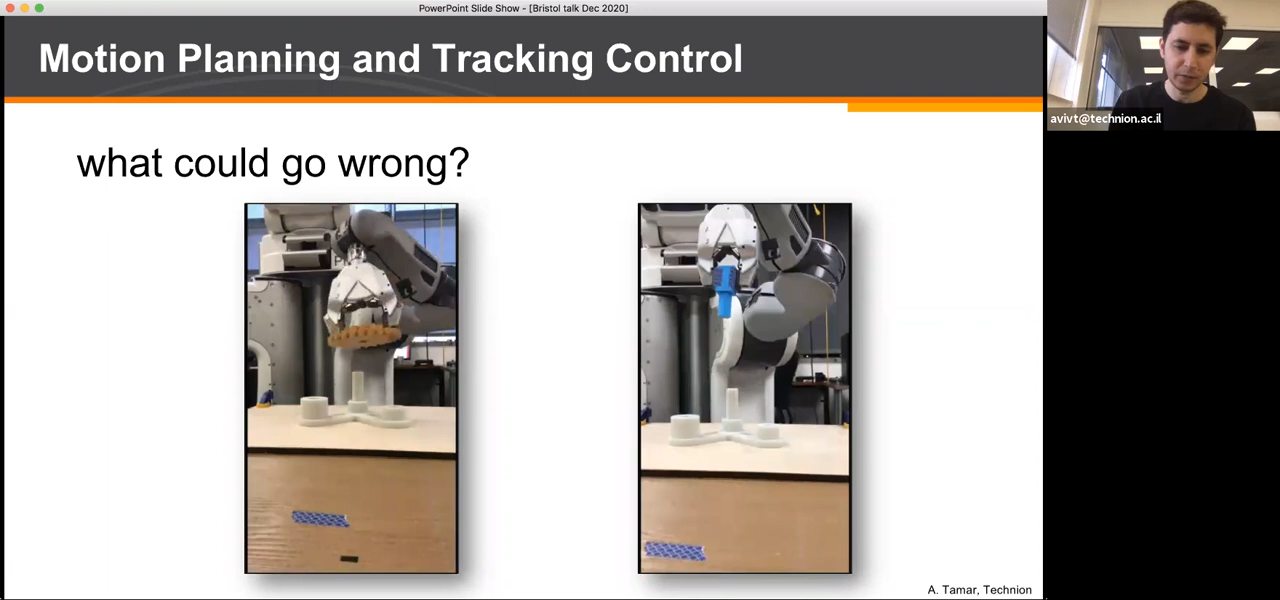 PowerPoint Slide Show - [Bristol talk Dec 2020]
Motion Planning and Tracking Control
avivt@technion.ac.il
what could go wrong?
A. Tamar, Technion